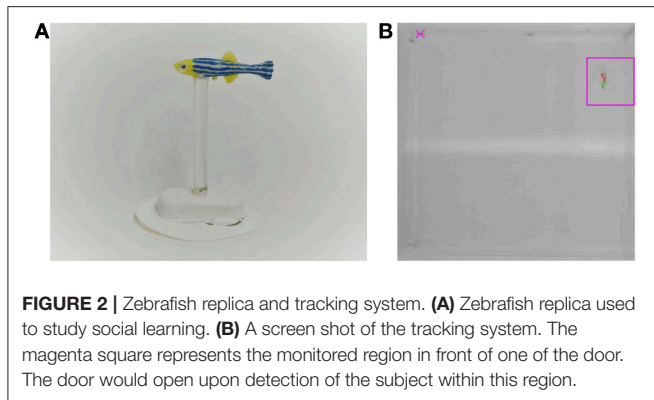 A
B
FIGURE 2 | Zebrafish replica and tracking system. (A) Zebrafish replica used
to study social learning. (B) A screen shot of the tracking system. The
magenta square represents the monitored region in front of one of the door.
The door would open upon detection of the subject within this region.